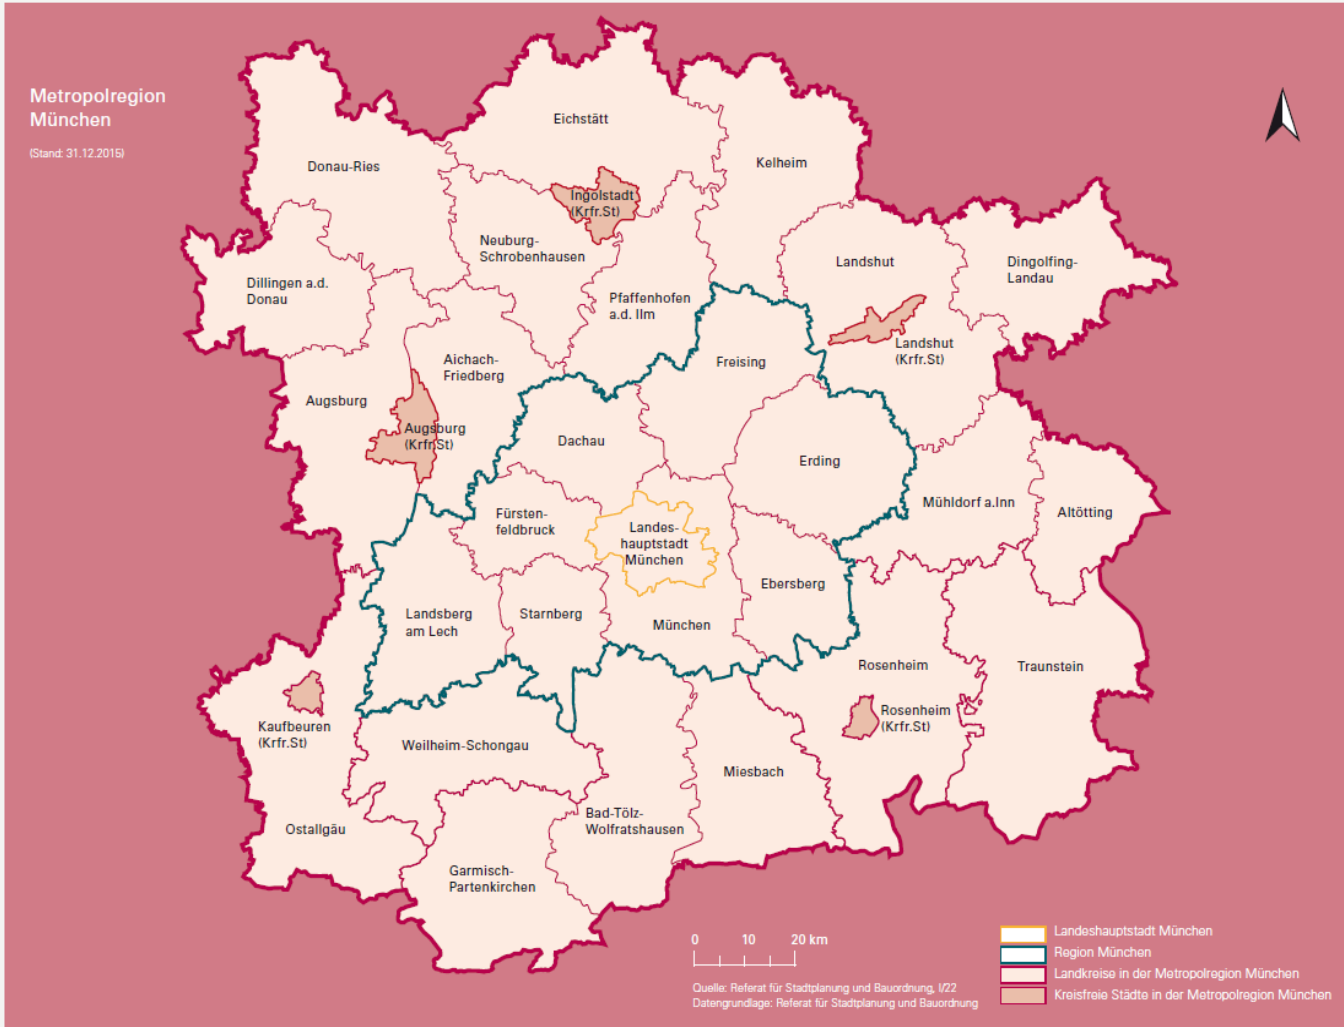 Metropolregion
München
(Stand: 31.12.2015)
Eichstätt
Donau-Ries
Kelheim
Ingolstadt
(Krfr.St)
Neuburg-
Schrobenhausen
Landshut
Dingolfing-
Landau
Dillingen a.d.
Donau
Pfaffenhofen
a.d. Ilm
Landshut
(Krfr.St)
Aichach-
Friedberg
Freising
Augsburg
Augsburg
(Krfr.St)
Dachau
Erding
Mühldorf a.Inn
Altötting
Fürsten-
feldbruck
Landes-
hauptstadt
München
Ebersberg
Landsberg
am Lech
Starnberg
München
Rosenheim
Traunstein
Kaufbeuren
(Krfr.St)
Rosenheim
(Krfr.St)
Weilheim-Schongau
Miesbach
Ostallgäu
Bad-Tölz-
Wolfratshausen
Garmisch-
Partenkirchen
0 10 20 km
Quelle: Referat für Stadtplanung und Bauordnung, I/22
Datengrundlage: Referat für Stadtplanung und Bauordnung
Landeshauptstadt München
Region München
Landkreise in der Metropolregion München
Kreisfreie Städte in der Metropolregion München